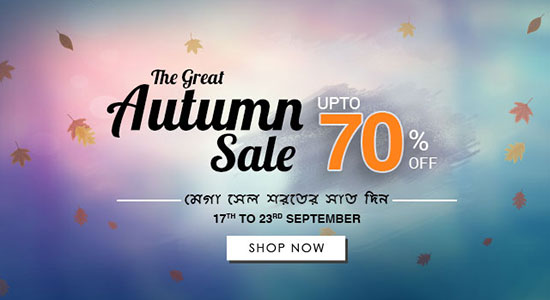 The Great
Autumn
Sale
UPTO
70%
OFF
মেগা সেল শরতের সাত দিন
17TH TO 23RD SEPTEMBER
SHOP NOW